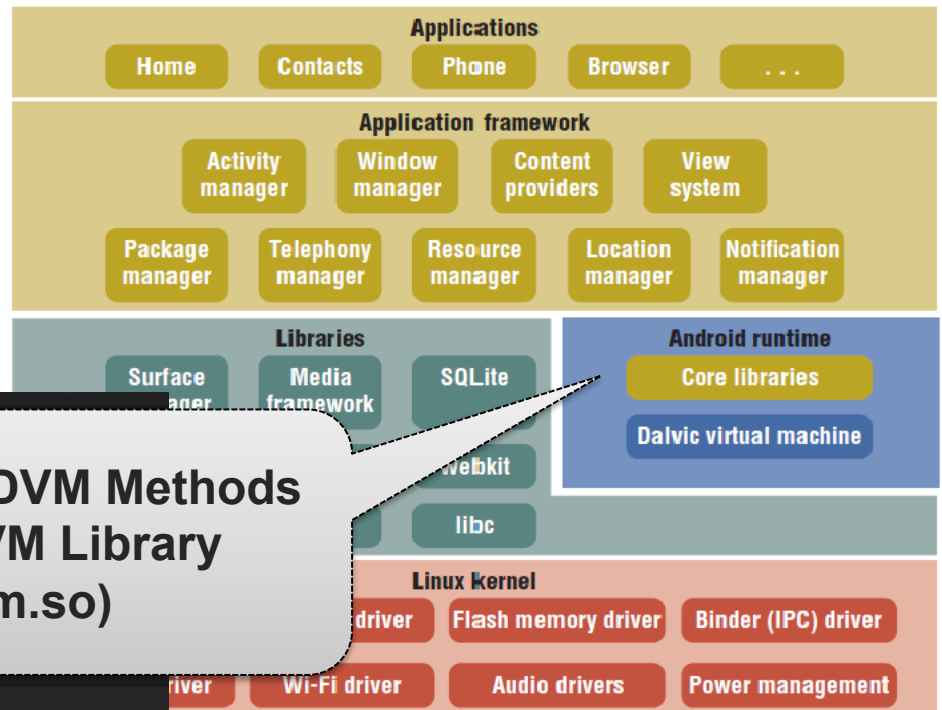 Applications
Home Contacts Phone Browser . . .
Application framework
Activity manager
Window manager
Content providers
View system
Package manager
Telephony manager
Resource manager
Location manager
Notification manager
Libraries
Surface
Media framework
SQLite
webkit
libc
Android runtime
Core libraries
Dalvic virtual machine
DVM Methods
Library
Linux kernel
driver Flash memory driver Binder (IPC) driver
Wi-Fi driver Audio drivers Power management